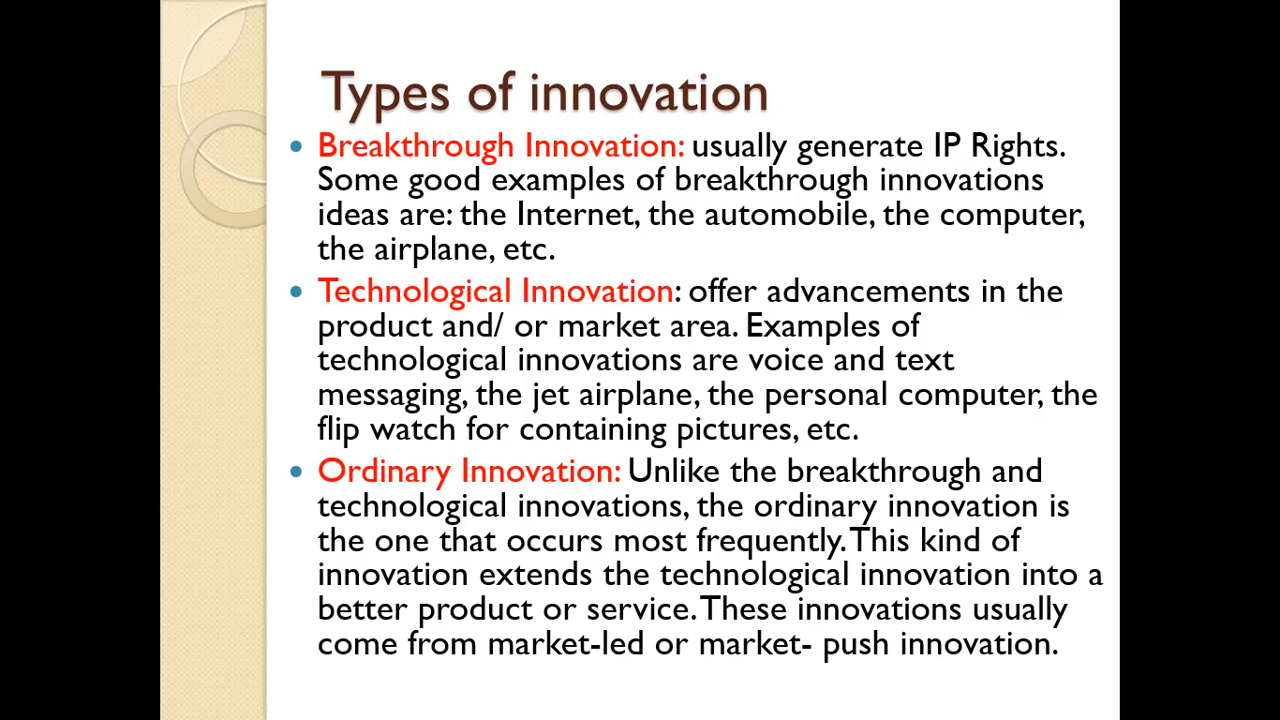 Types of innovation
• Breakthrough Innovation: usually generate IP Rights.
Some good examples of breakthrough innovations
ideas are: the Internet, the automobile, the computer,
the airplane, etc.
• Technological Innovation: offer advancements in the
product and/ or market area. Examples of
technological innovations are voice and text
messaging, the jet airplane, the personal computer, the
flip watch for containing pictures, etc.
• Ordinary Innovation: Unlike the breakthrough and
technological innovations, the ordinary innovation is
the one that occurs most frequently. This kind of
innovation extends the technological innovation into a
better product or service. These innovations usually
come from market-led or market- push innovation.